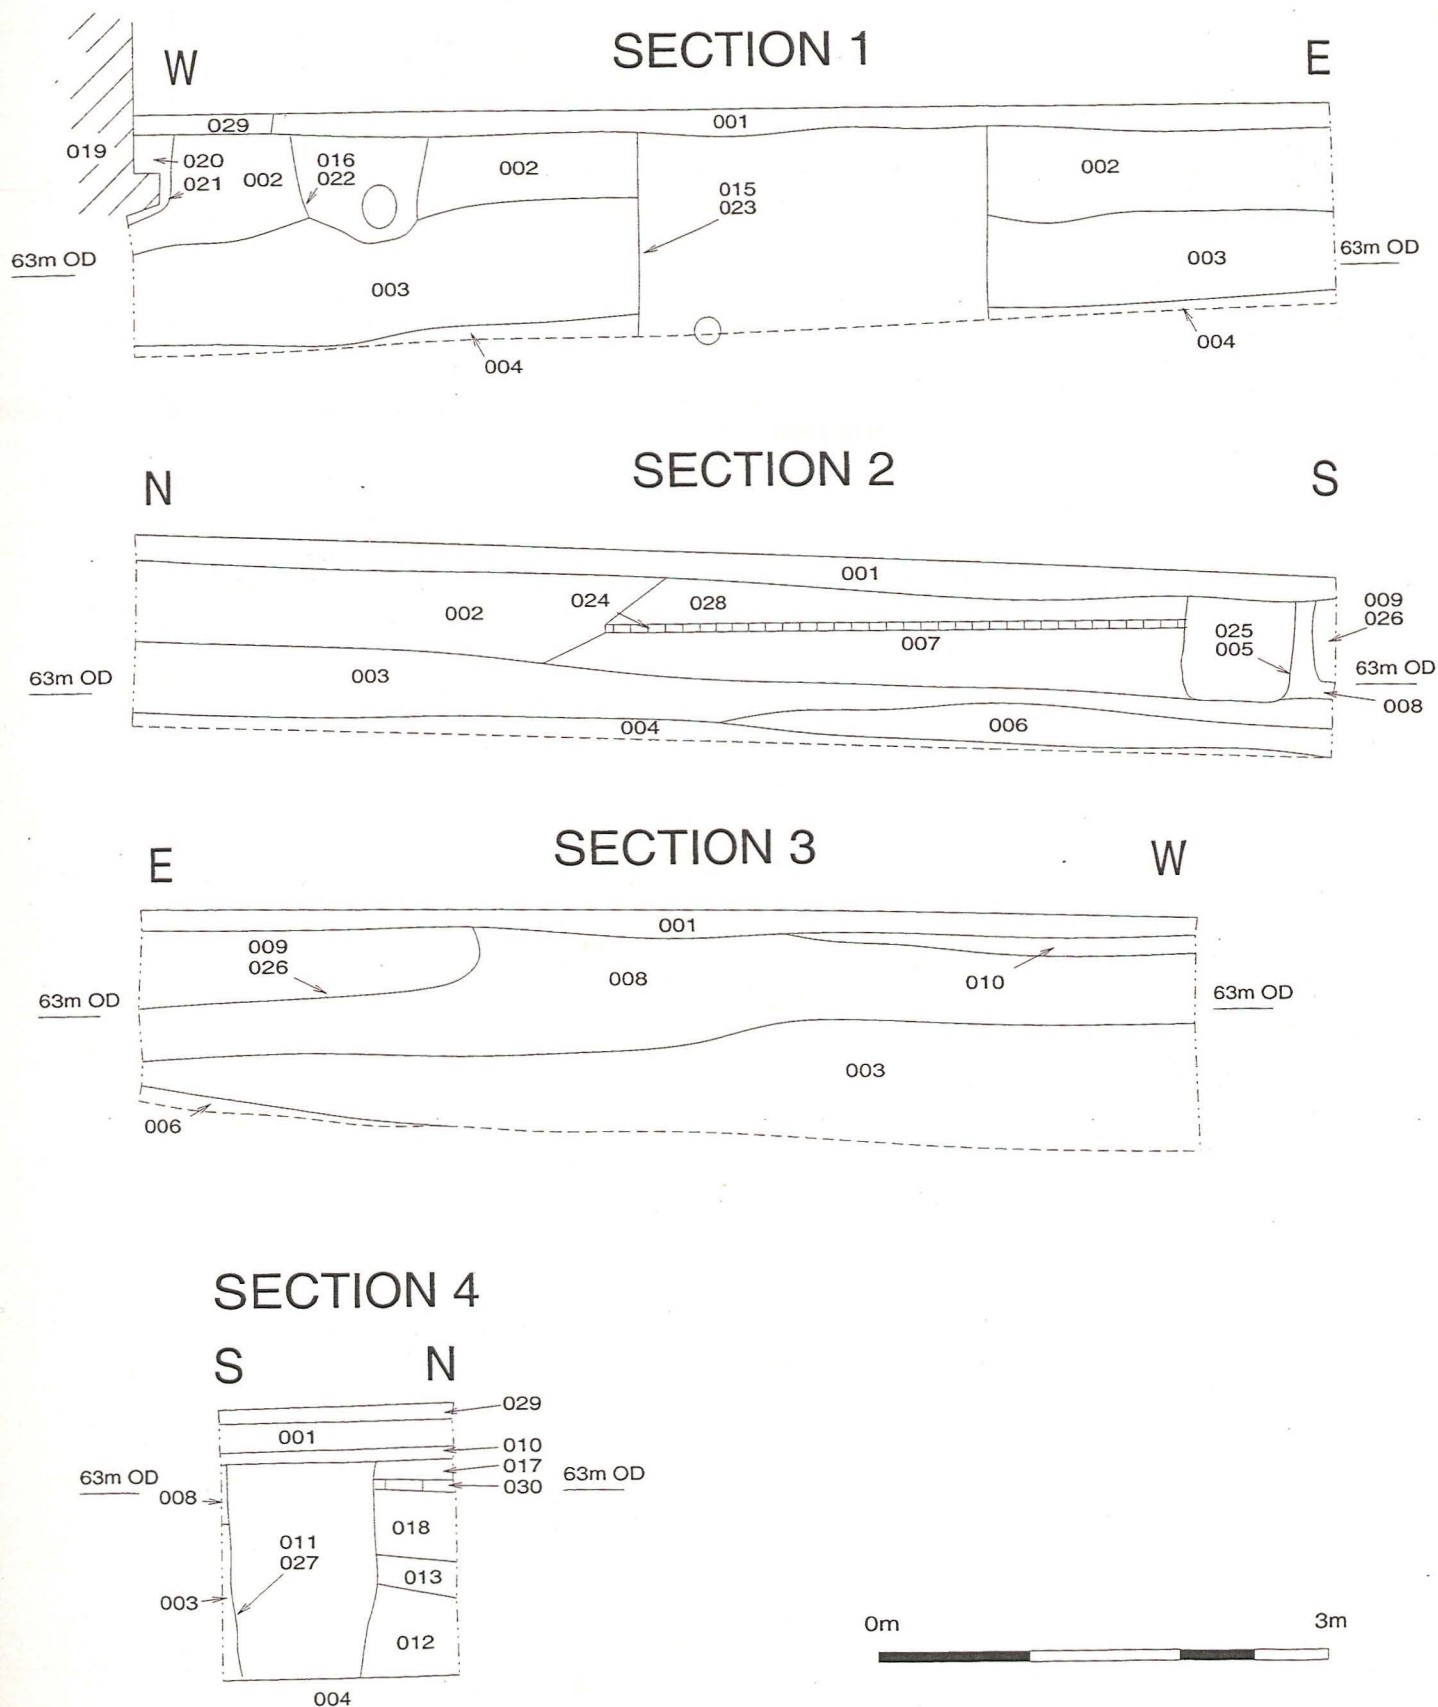 SECTION 1
W E
029 001
019 020 002 016 002 002
021 022
015
023
63m OD 63m OD
003 003
004 004
SECTION 2
N S
001
024 028 009
002 026
007 025
005
63m OD 003 63m OD
008
004 006
SECTION 3
E W
001
009
026 008 010
63m OD 63m OD
003
006
SECTION 4
S N
029
001
010
017
63m OD 63m OD
030
008
018
011
027
013
003
012
004
0m 3m